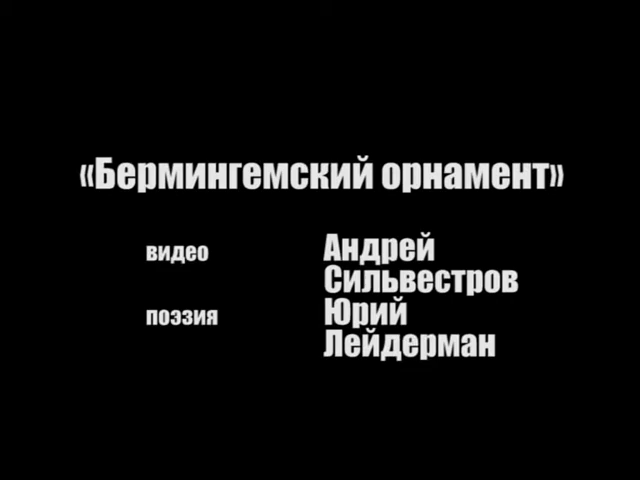 «Бермингемский орнамент»
видео Андрей
Сильвестров
поэзия Юрий
Лейдерман